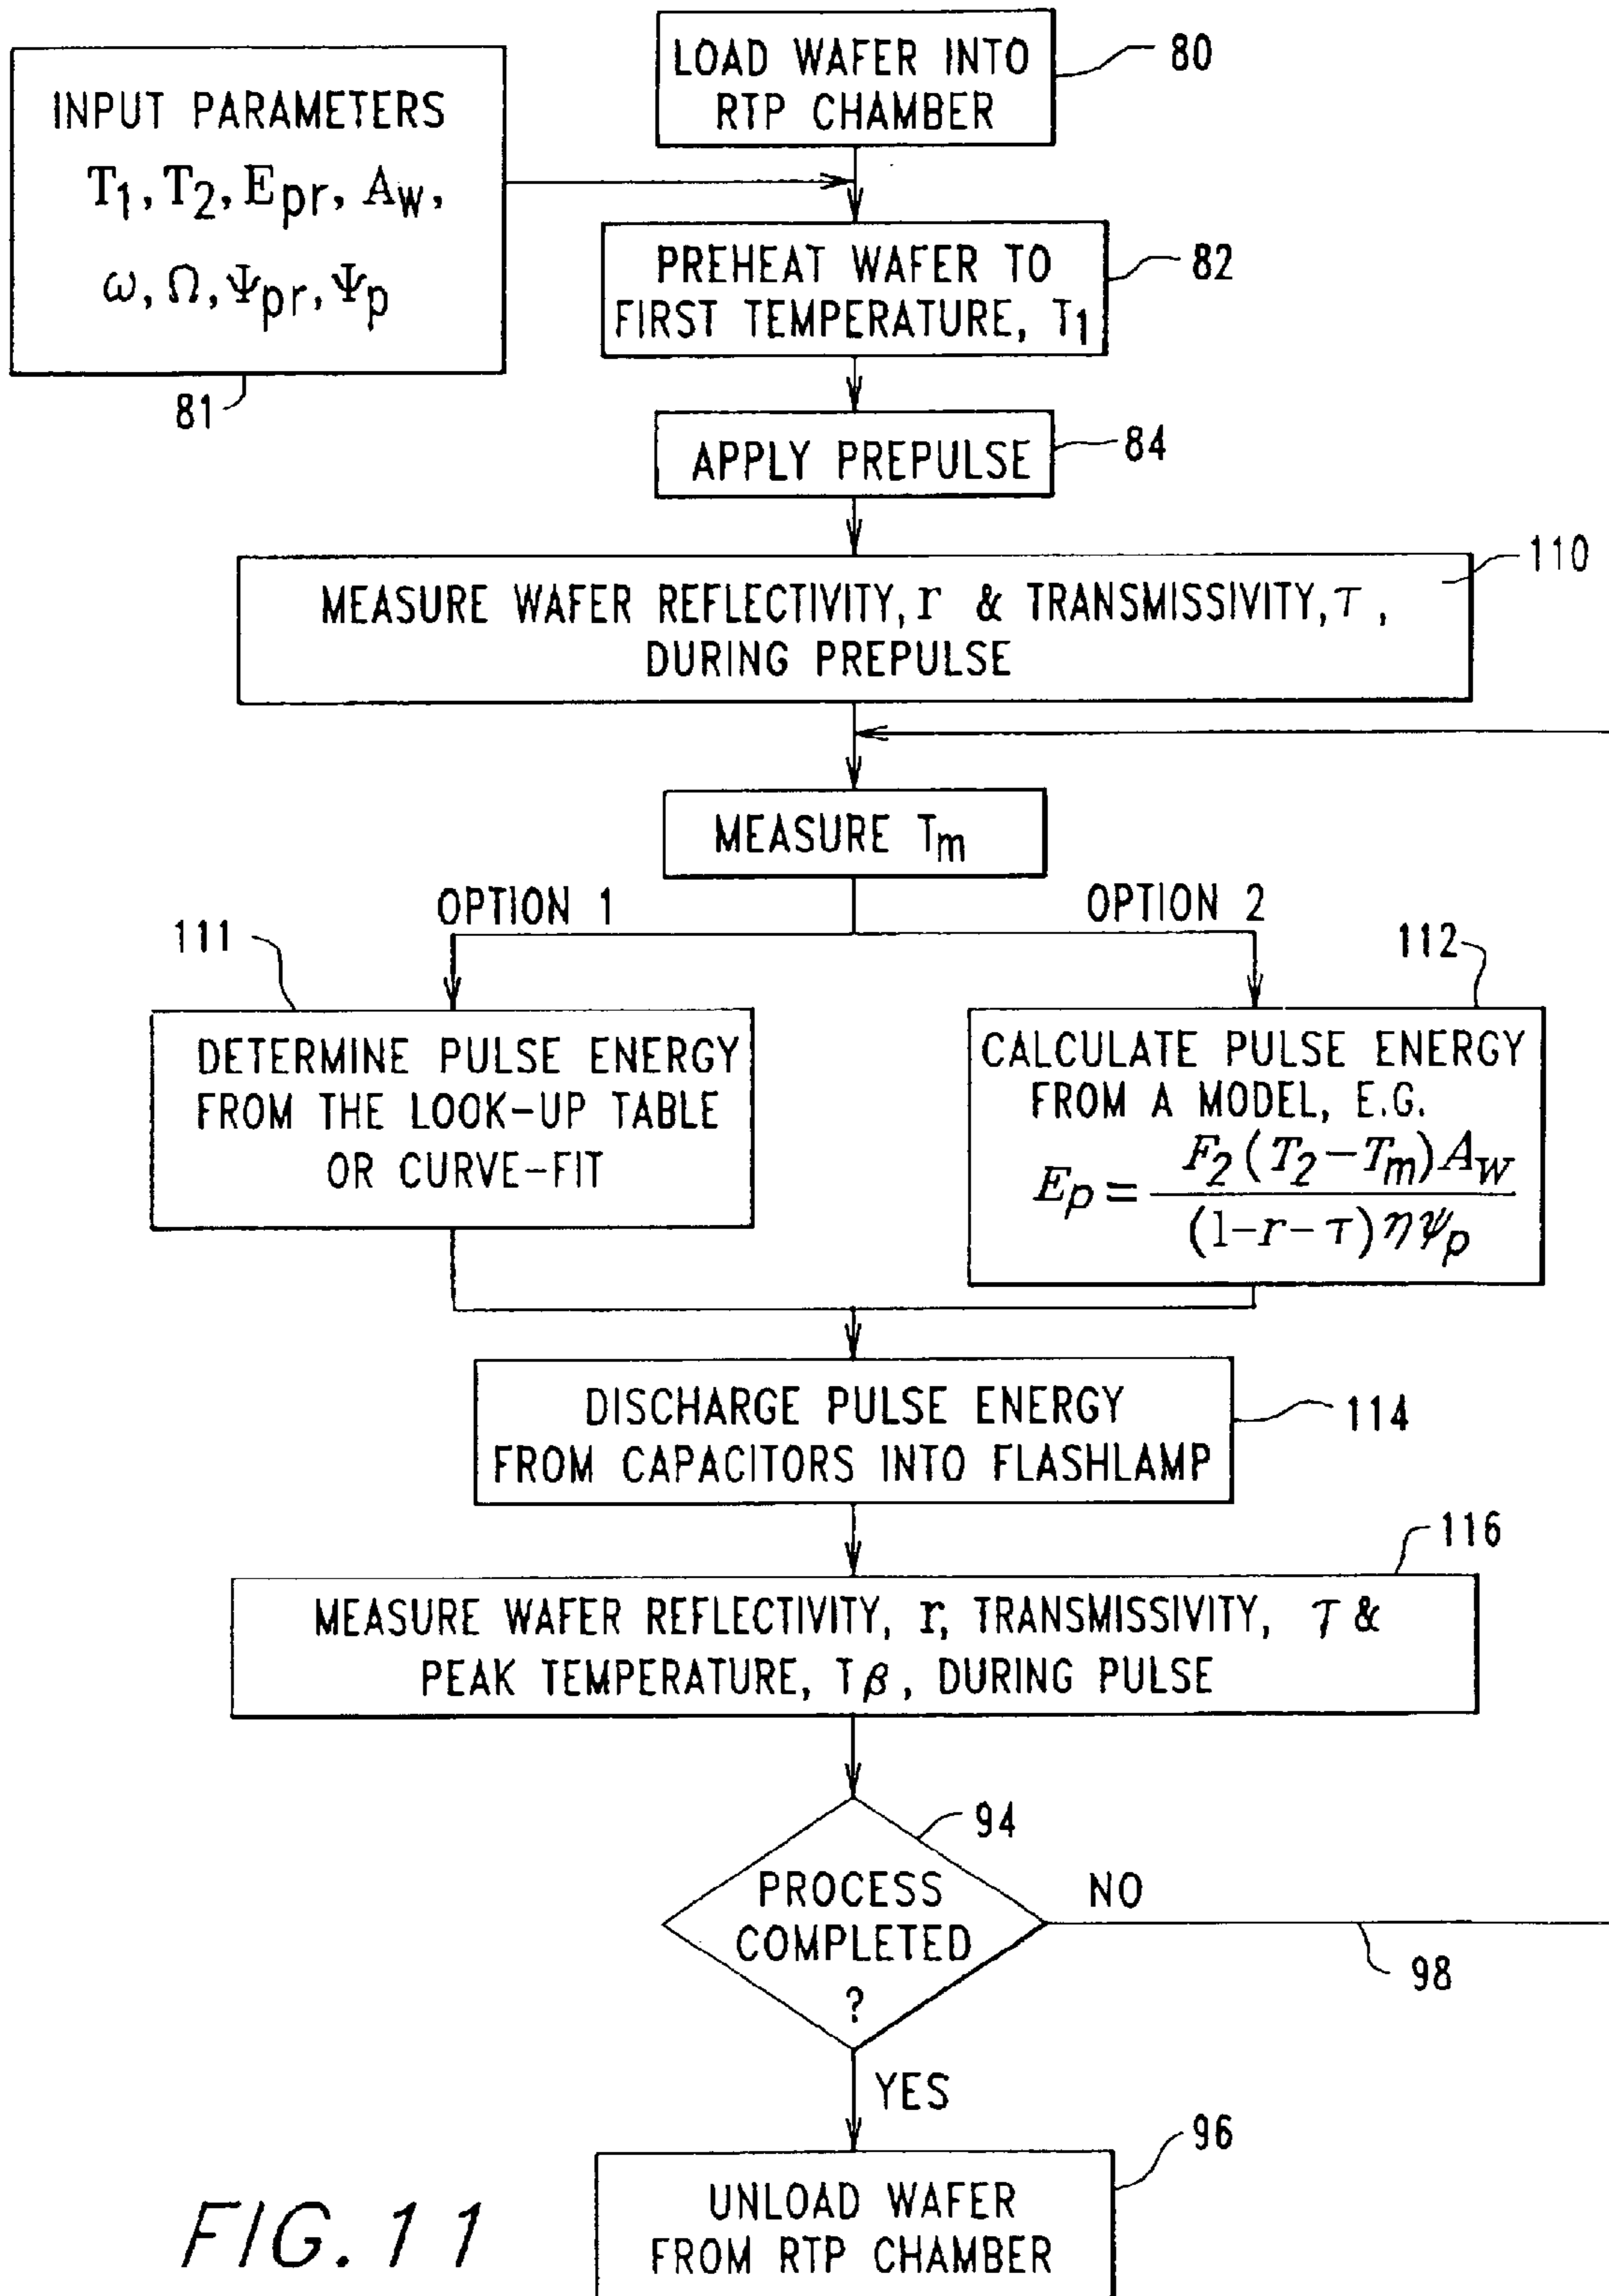 LOAD WAFER INTO
RTP CHAMBER
80
INPUT PARAMETERS
T1, T2, Epr, Aw,
ω, Ω, Ψpr, Ψp
81
PREHEAT WAFER TO
FIRST TEMPERATURE, T1
82
APPLY PREPULSE
84
MEASURE WAFER REFLECTIVITY, r & TRANSMISSIVITY, τ,
DURING PREPULSE
110
MEASURE Tm
OPTION 1
OPTION 2
111
DETERMINE PULSE ENERGY
FROM THE LOOK-UP TABLE
OR CURVE-FIT
112
CALCULATE PULSE ENERGY
FROM A MODEL, E.G.
Ep = F2 (T2-Tm) Aw / (1-r-τ) η ψp
DISCHARGE PULSE ENERGY
FROM CAPACITORS INTO FLASHLAMP
114
116
MEASURE WAFER REFLECTIVITY, r, TRANSMISSIVITY, τ &
PEAK TEMPERATURE, Tβ, DURING PULSE
94
PROCESS
COMPLETED
?
NO
98
YES
96
UNLOAD WAFER
FROM RTP CHAMBER
FIG. 11